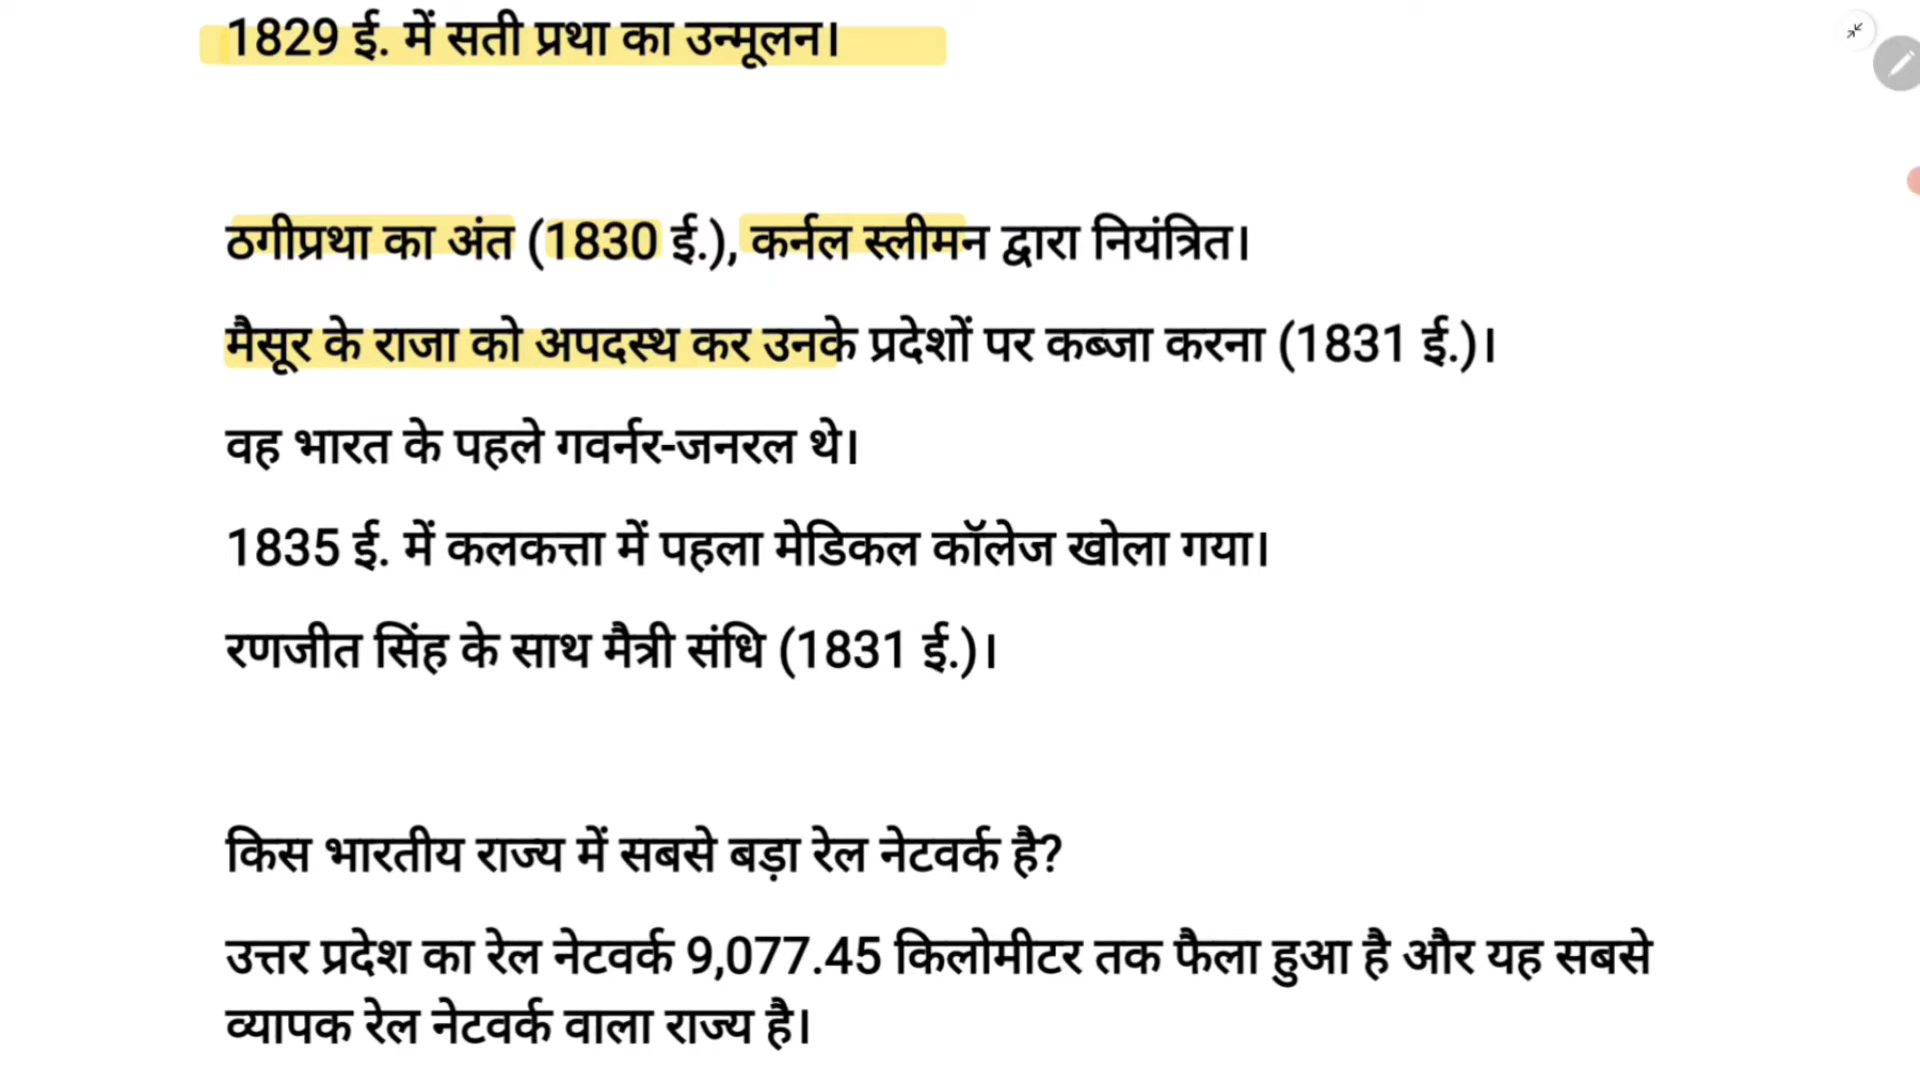 1829 ई. में सती प्रथा का उन्मूलन।
ठगीप्रथा का अंत (1830 ई.), कर्नल स्लीमन द्वारा नियंत्रित।
मैसूर के राजा को अपदस्थ कर उनके प्रदेशों पर कब्जा करना (1831 ई.)।
वह भारत के पहले गवर्नर-जनरल थे।
1835 ई. में कलकत्ता में पहला मेडिकल कॉलेज खोला गया।
रणजीत सिंह के साथ मैत्री संधि (1831 ई.)।
किस भारतीय राज्य में सबसे बड़ा रेल नेटवर्क है?
उत्तर प्रदेश का रेल नेटवर्क 9,077.45 किलोमीटर तक फैला हुआ है और यह सबसे
व्यापक रेल नेटवर्क वाला राज्य है।